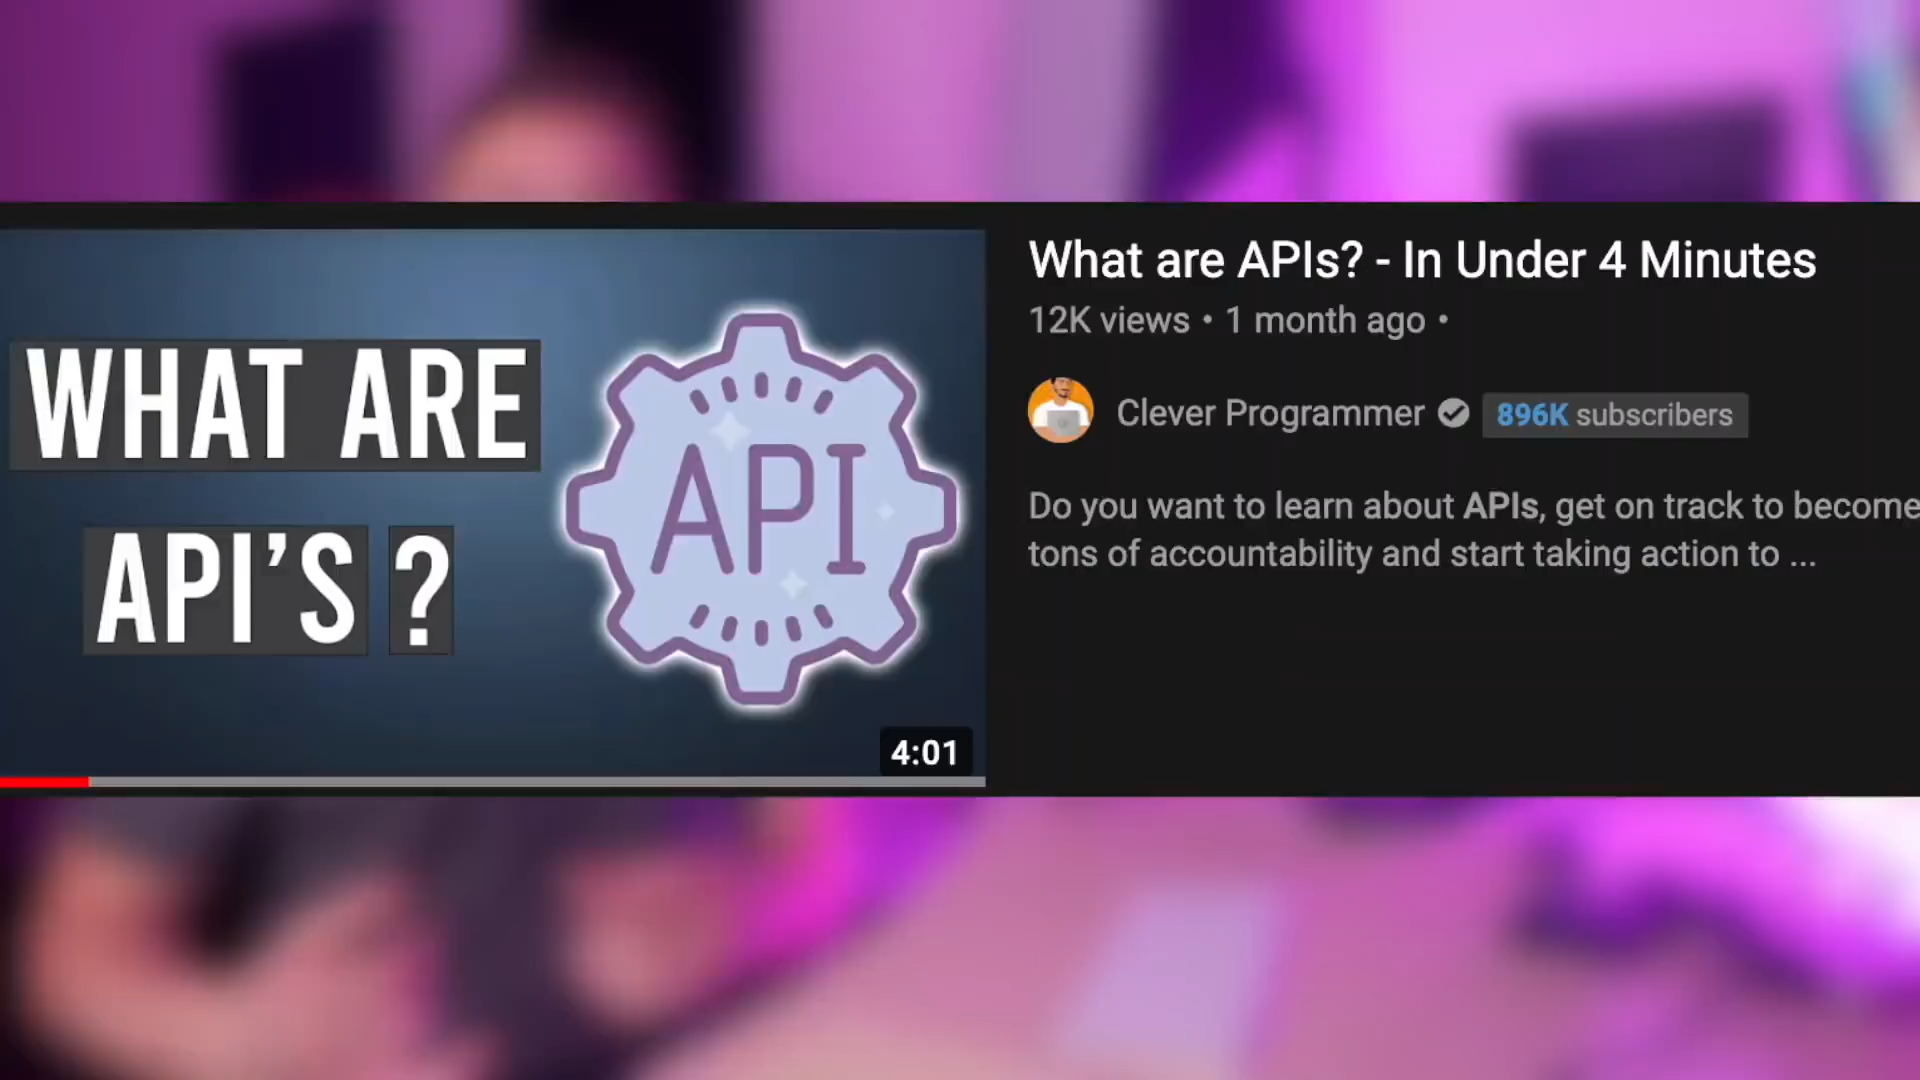 WHAT ARE
API'S ?
API
4:01
What are APIs? - In Under 4 Minutes
12K views • 1 month ago •
Clever Programmer 896K subscribers
Do you want to learn about APIs, get on track to become
tons of accountability and start taking action to ...